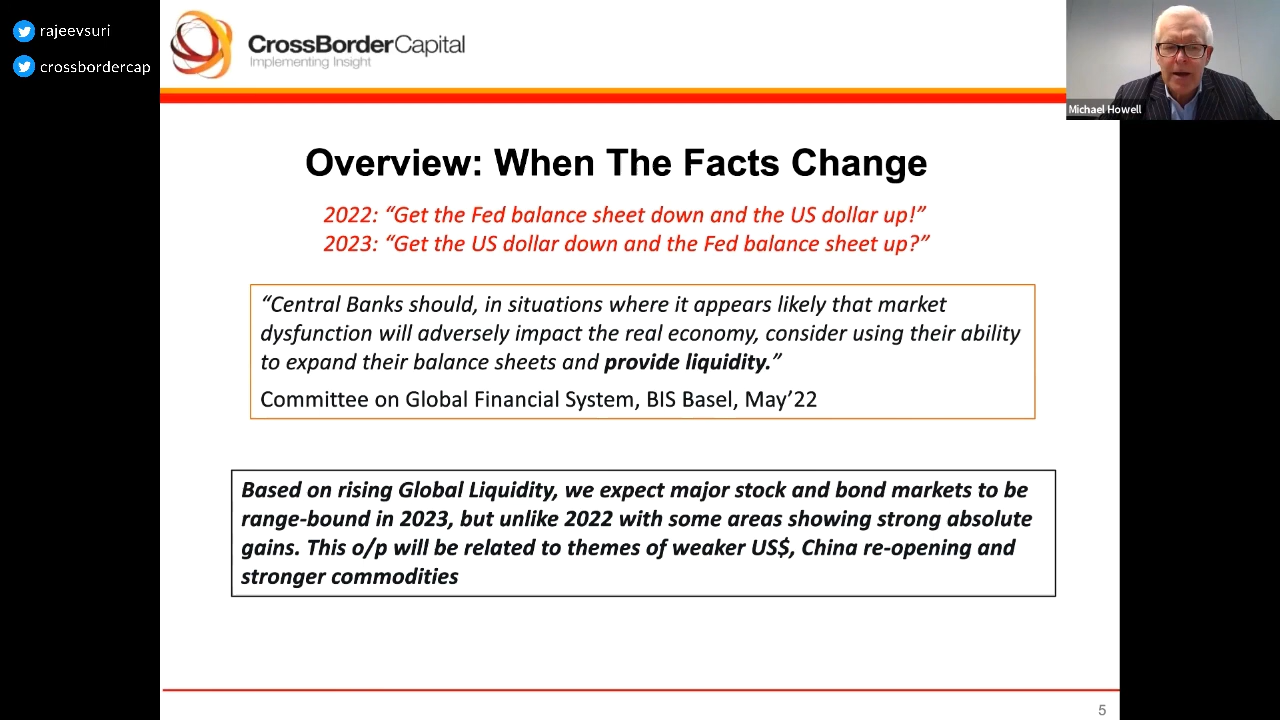 rajeevsuri
crossbordercap
CrossBorderCapital
Implementing Insight
Michael Howell
Overview: When The Facts Change
2022: “Get the Fed balance sheet down and the US dollar up!”
2023: “Get the US dollar down and the Fed balance sheet up?”
“Central Banks should, in situations where it appears likely that market
dysfunction will adversely impact the real economy, consider using their ability
to expand their balance sheets and provide liquidity.”
Committee on Global Financial System, BIS Basel, May’22
Based on rising Global Liquidity, we expect major stock and bond markets to be
range-bound in 2023, but unlike 2022 with some areas showing strong absolute
gains. This o/p will be related to themes of weaker US$, China re-opening and
stronger commodities
5